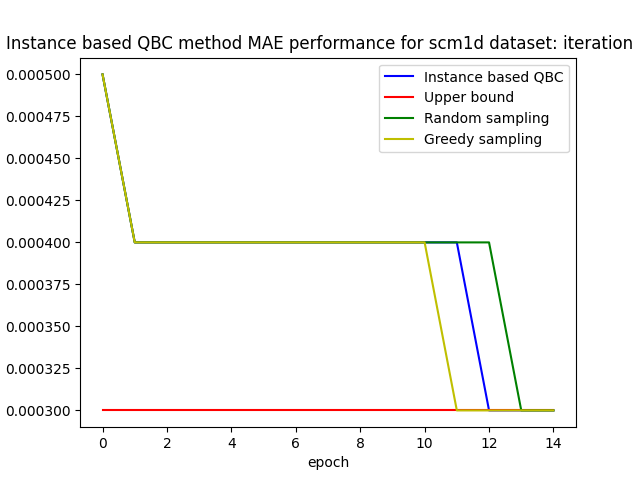 Instance based QBC method MAE performance for scm1d dataset: iteration
0.000500
0.000475
0.000450
0.000425
0.000400
0.000375
0.000350
0.000325
0.000300
Instance based QBC
Upper bound
Random sampling
Greedy sampling
0 2 4 6 8 10 12 14
epoch